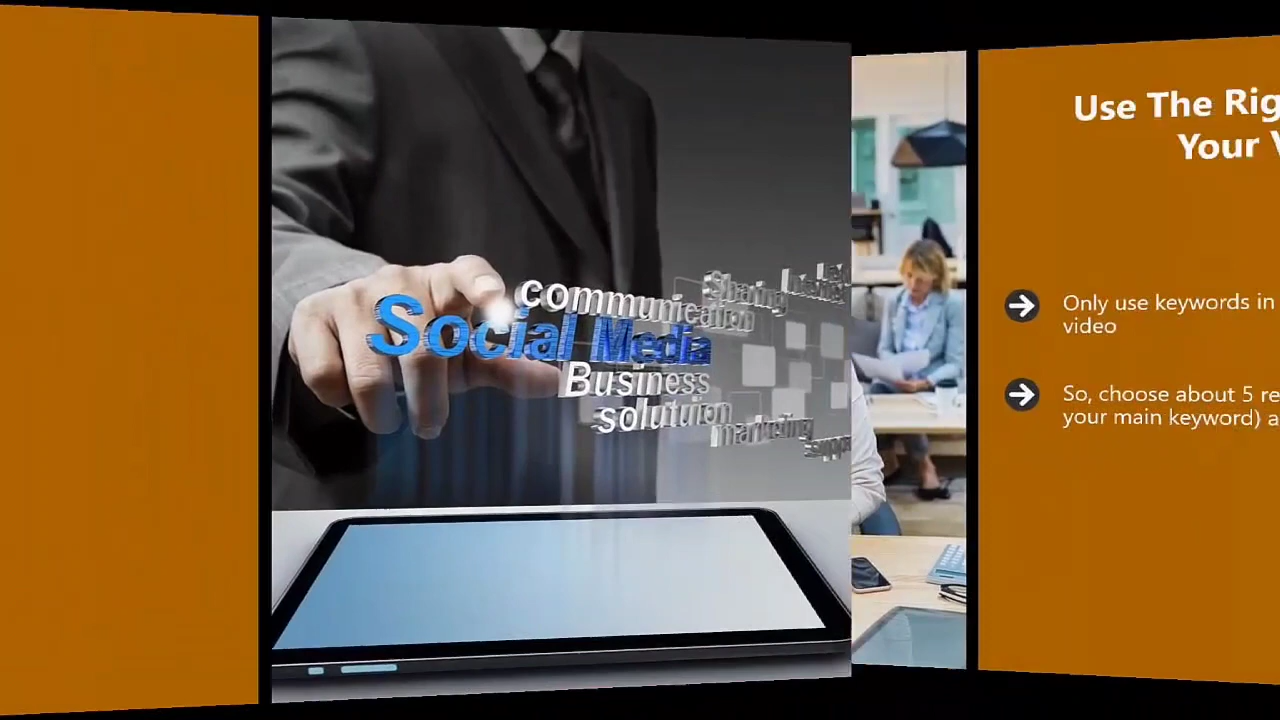 communication
Sharing
Social Media
Business
solutuion
marketing
Use The Rig
Your
Only use keywords in
video
So, choose about 5 re
your main keyword) a